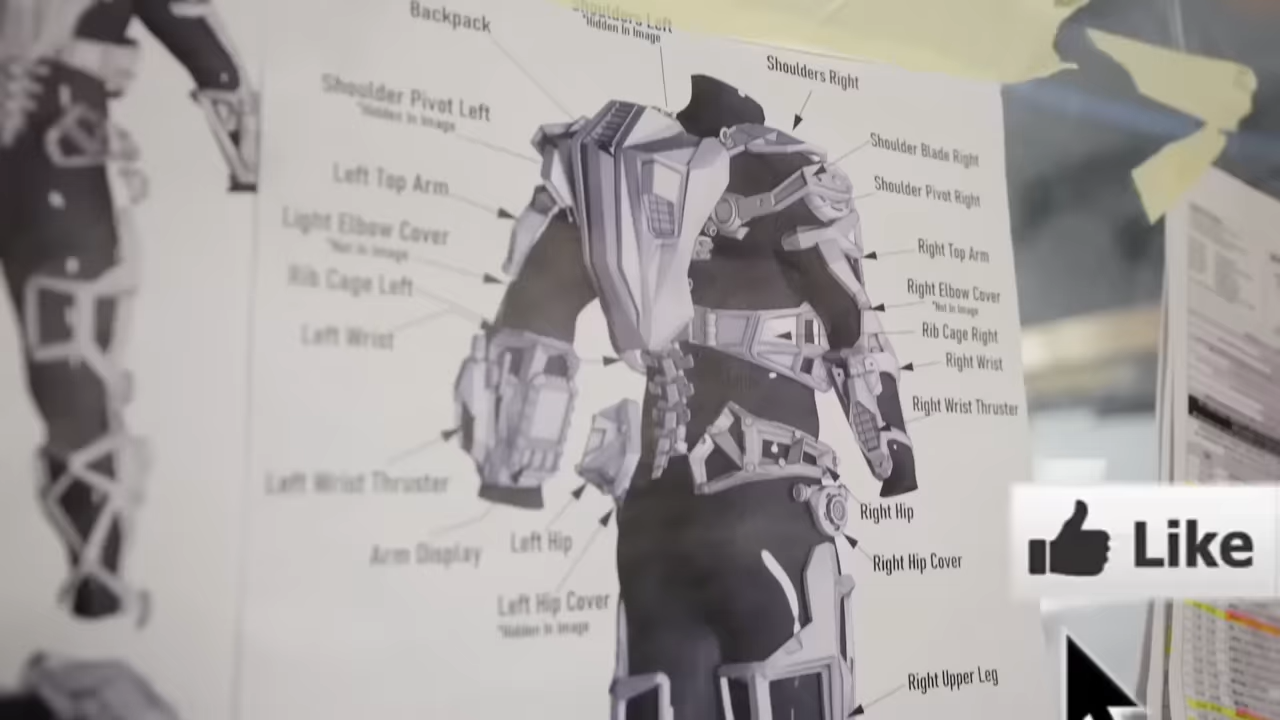 Backpack
Shoulders Left
*Hidden In Image
Shoulders Right
Shoulder Pivot Left
*Hidden In Image
Shoulder Blade Right
Left Top Arm
Shoulder Pivot Right
Light Elbow Cover
*Not In Image
Right Top Arm
Rib Cage Left
Right Elbow Cover
*Not In Image
Left Wrist
Rib Cage Right
Right Wrist
Right Wrist Thruster
Left Wrist Thruster
Right Hip
Arm Display
Left Hip
Right Hip Cover
Left Hip Cover
*Hidden In Image
Right Upper Leg
Like